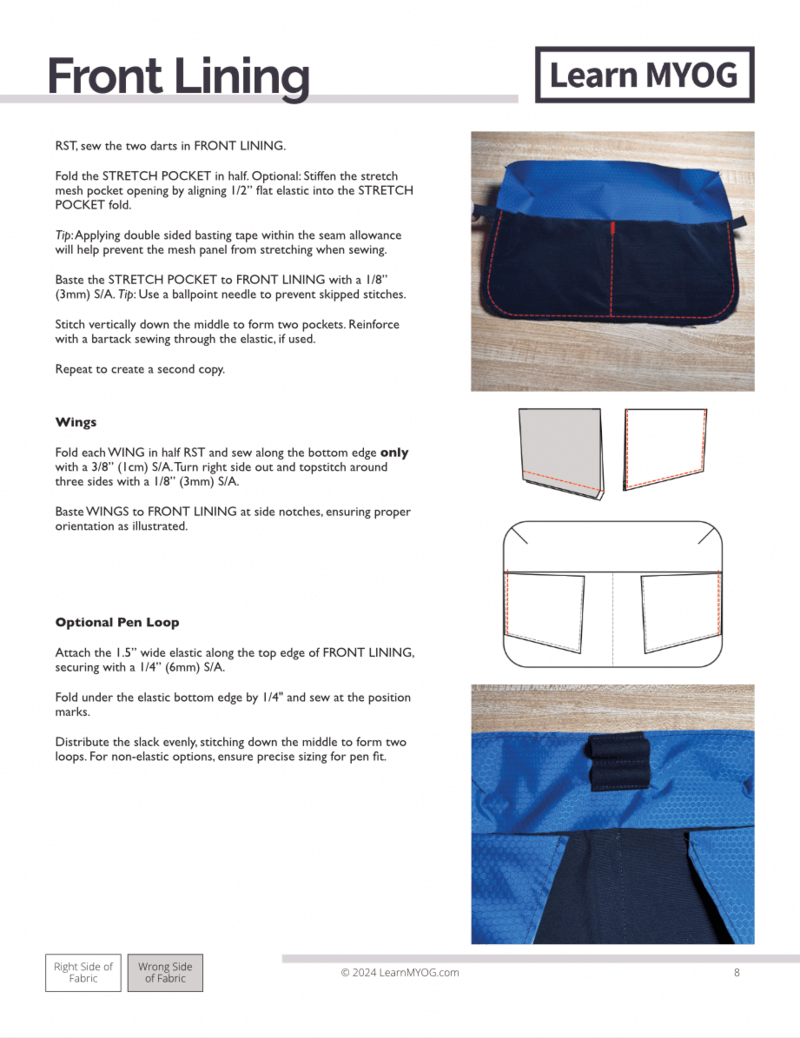 Front Lining
Learn MYOG
RST, sew the two darts in FRONT LINING.
Fold the STRETCH POCKET in half. Optional: Stiffen the stretch
mesh pocket opening by aligning 1/2” flat elastic into the STRETCH
POCKET fold.
Tip: Applying double sided basting tape within the seam allowance
will help prevent the mesh panel from stretching when sewing.
Baste the STRETCH POCKET to FRONT LINING with a 1/8”
(3mm) S/A. Tip: Use a ballpoint needle to prevent skipped stitches.
Stitch vertically down the middle to form two pockets. Reinforce
with a bartack sewing through the elastic, if used.
Repeat to create a second copy.
Wings
Fold each WING in half RST and sew along the bottom edge only
with a 3/8” (1cm) S/A. Turn right side out and topstitch around
three sides with a 1/8” (3mm) S/A.
Baste WINGS to FRONT LINING at side notches, ensuring proper
orientation as illustrated.
Optional Pen Loop
Attach the 1.5” wide elastic along the top edge of FRONT LINING,
securing with a 1/4” (6mm) S/A.
Fold under the elastic bottom edge by 1/4" and sew at the position
marks.
Distribute the slack evenly, stitching down the middle to form two
loops. For non-elastic options, ensure precise sizing for pen fit.
Right Side of
Fabric
Wrong Side
of Fabric
© 2024 LearnMYOG.com
8